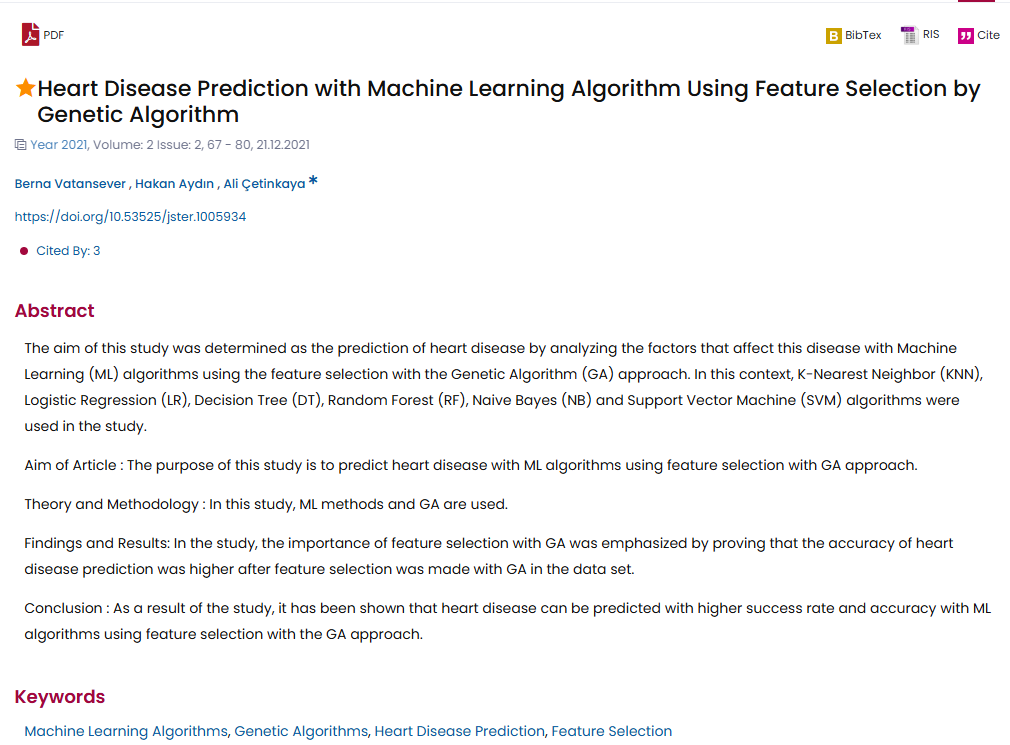 PDF
BibTex RIS Cite
Heart Disease Prediction with Machine Learning Algorithm Using Feature Selection by
Genetic Algorithm
Year 2021, Volume: 2 Issue: 2, 67 - 80, 21.12.2021
Berna Vatansever , Hakan Aydın , Ali Çetinkaya *
https://doi.org/10.53525/jster.1005934
Cited By: 3
Abstract
The aim of this study was determined as the prediction of heart disease by analyzing the factors that affect this disease with Machine
Learning (ML) algorithms using the feature selection with the Genetic Algorithm (GA) approach. In this context, K-Nearest Neighbor (KNN),
Logistic Regression (LR), Decision Tree (DT), Random Forest (RF), Naive Bayes (NB) and Support Vector Machine (SVM) algorithms were
used in the study.
Aim of Article : The purpose of this study is to predict heart disease with ML algorithms using feature selection with GA approach.
Theory and Methodology : In this study, ML methods and GA are used.
Findings and Results: In the study, the importance of feature selection with GA was emphasized by proving that the accuracy of heart
disease prediction was higher after feature selection was made with GA in the data set.
Conclusion : As a result of the study, it has been shown that heart disease can be predicted with higher success rate and accuracy with ML
algorithms using feature selection with the GA approach.
Keywords
Machine Learning Algorithms, Genetic Algorithms, Heart Disease Prediction, Feature Selection